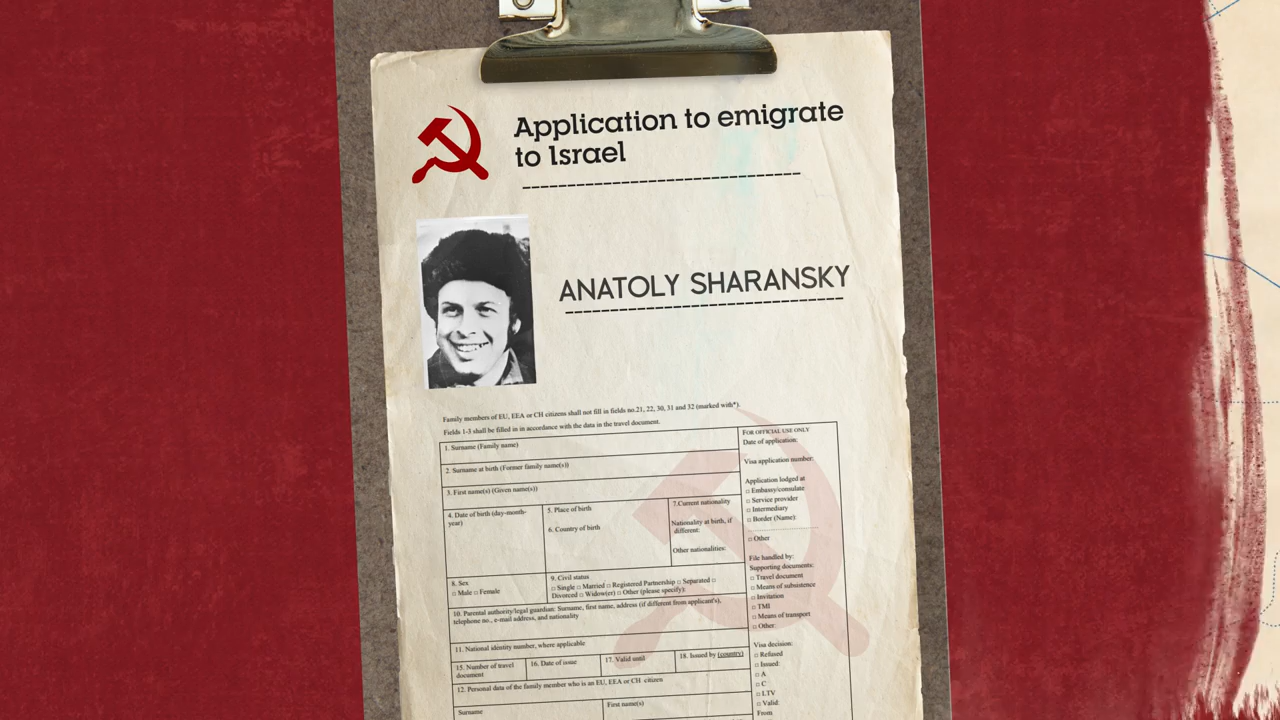 Application to emigrate
to Israel
ANATOLY SHARANSKY
Family members of EU, EEA or CH citizens shall not fill in fields no.21, 22, 30, 31 and 32 (marked with*).
Fields 1-3 shall be filled in in accordance with the data in the travel document.
1. Surname (Family name)
2. Surname at birth (Former family name(s))
3. First name(s) (Given name(s))
4. Date of birth (day-month-
year)
5. Place of birth
6. Country of birth
7.Current nationality
Nationality at birth, if
different:
Other nationalities:
8. Sex
□ Male □ Female
9. Civil status
□ Single □ Married □ Registered Partnership □ Separated □
Divorced □ Widow(er) □ Other (please specify):
10. Parental authority/legal guardian: Surname, first name, address (if different from applicant's),
telephone no., e-mail address, and nationality
11. National identity number, where applicable
15. Number of travel
document
16. Date of issue
17. Valid until
18. Issued by (country)
12. Personal data of the family member who is an EU, EEA or CH citizen
Surname
First name(s)
FOR OFFICIAL USE ONLY
Date of application:
Visa application number:
Application lodged at
□ Embassy/consulate
□ Service provider
□ Intermediary
□ Border (Name):
□ Other
File handled by:
Supporting documents:
□ Travel document
□ Means of subsistence
□ Invitation
□ TMI
□ Means of transport
□ Other:
Visa decision:
□ Refused
□ Issued:
□ A
□ C
□ LTV
□ Valid:
From